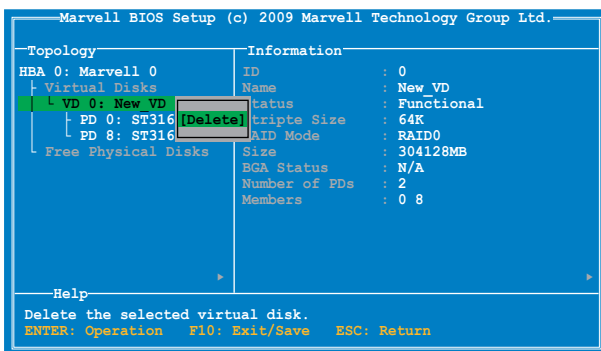 Marvell BIOS Setup (c) 2009 Marvell Technology Group Ltd.
Topology
HBA 0: Marvell 0
Virtual Disks
VD 0: New_VD
PD 0: ST316
PD 8: ST316
Free Physical Disks
[Delete]
Information
ID : 0
Name : New_VD
tatus : Functional
tripte Size : 64K
AID Mode : RAID0
Size : 304128MB
BGA Status : N/A
Number of PDs : 2
Members : 0 8
Help
Delete the selected virtual disk.
ENTER: Operation F10: Exit/Save ESC: Return